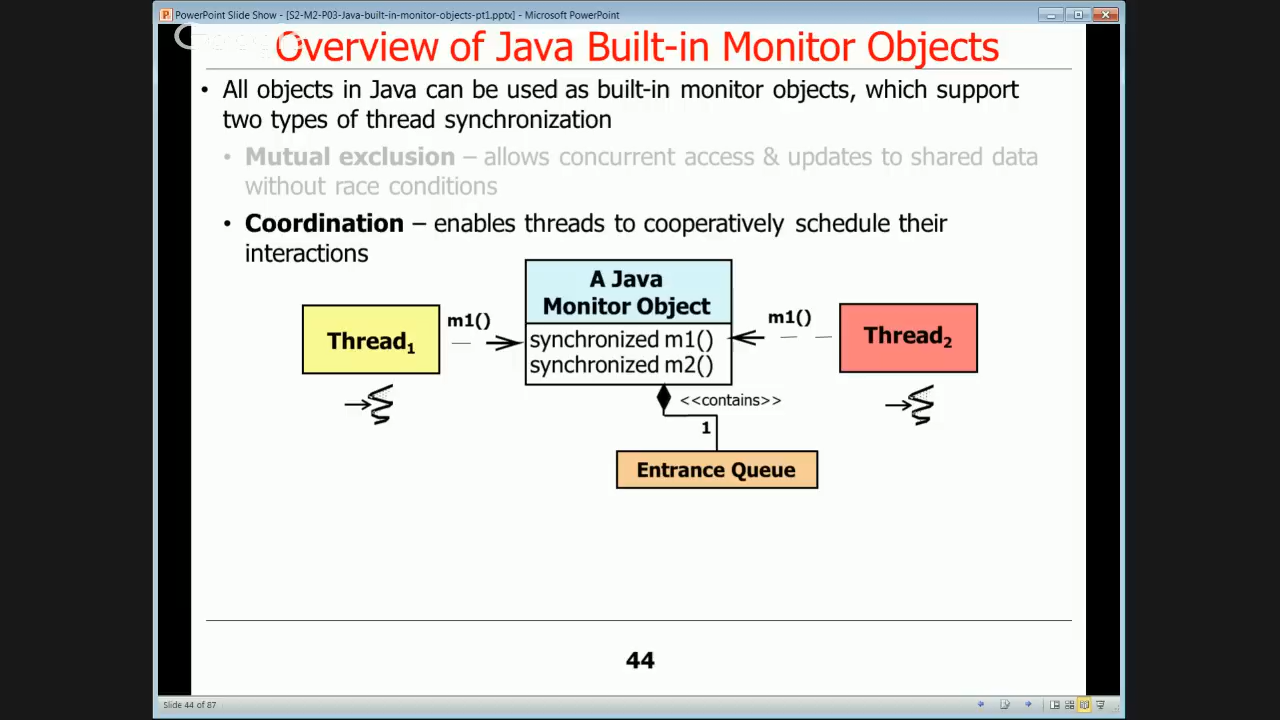 PowerPoint Slide Show - [S2-M2-P03-Java-built-in-monitor-objects-pt1.pptx] - Microsoft PowerPoint
Overview of Java Built-in Monitor Objects
• All objects in Java can be used as built-in monitor objects, which support
two types of thread synchronization
• Mutual exclusion – allows concurrent access & updates to shared data
without race conditions
• Coordination – enables threads to cooperatively schedule their
interactions
A Java
Monitor Object
m1()
m1()
Thread1
synchronized m1()
synchronized m2()
Thread2
<<contains>>
1
Entrance Queue
44
Slide 44 of 87